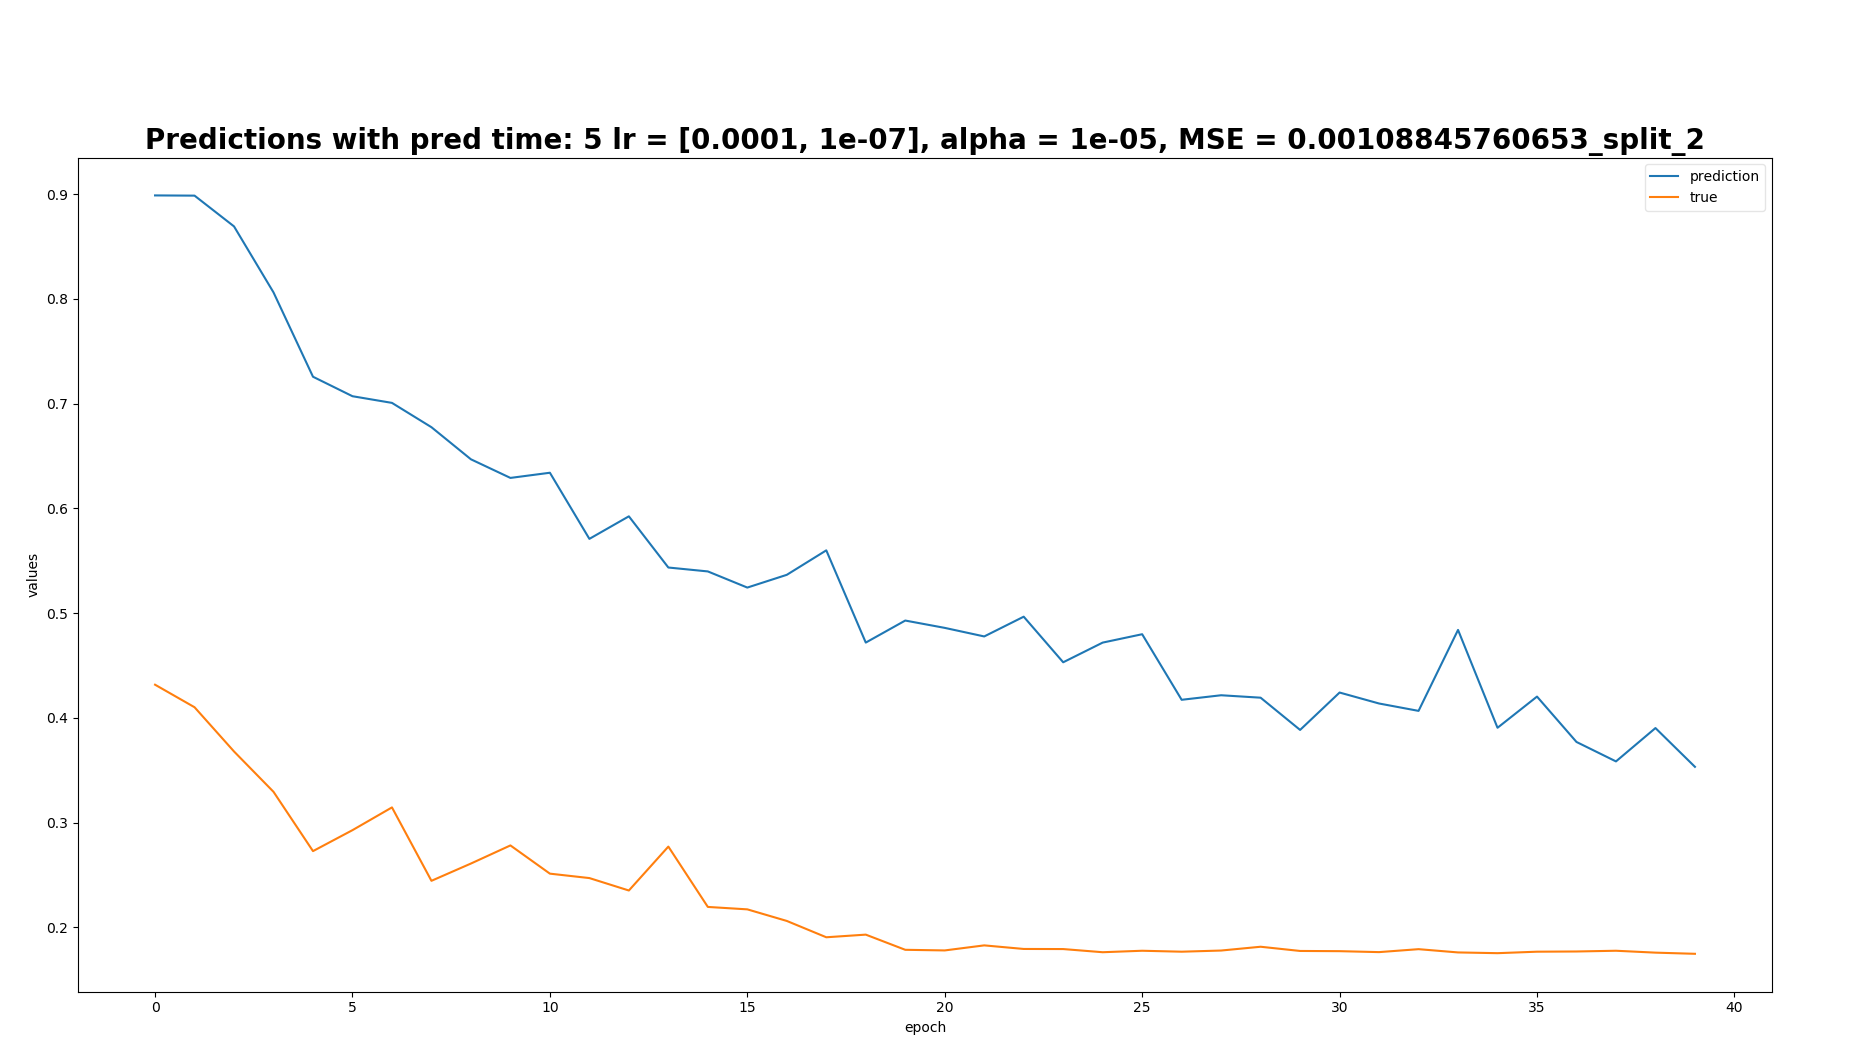 Predictions with pred time: 5 lr = [0.0001, 1e-07], alpha = 1e-05, MSE = 0.00108845760653_split_2
prediction
true
0.9
0.8
0.7
0.6
0.5
0.4
0.3
0.2
values
0 5 10 15 20 25 30 35 40
epoch